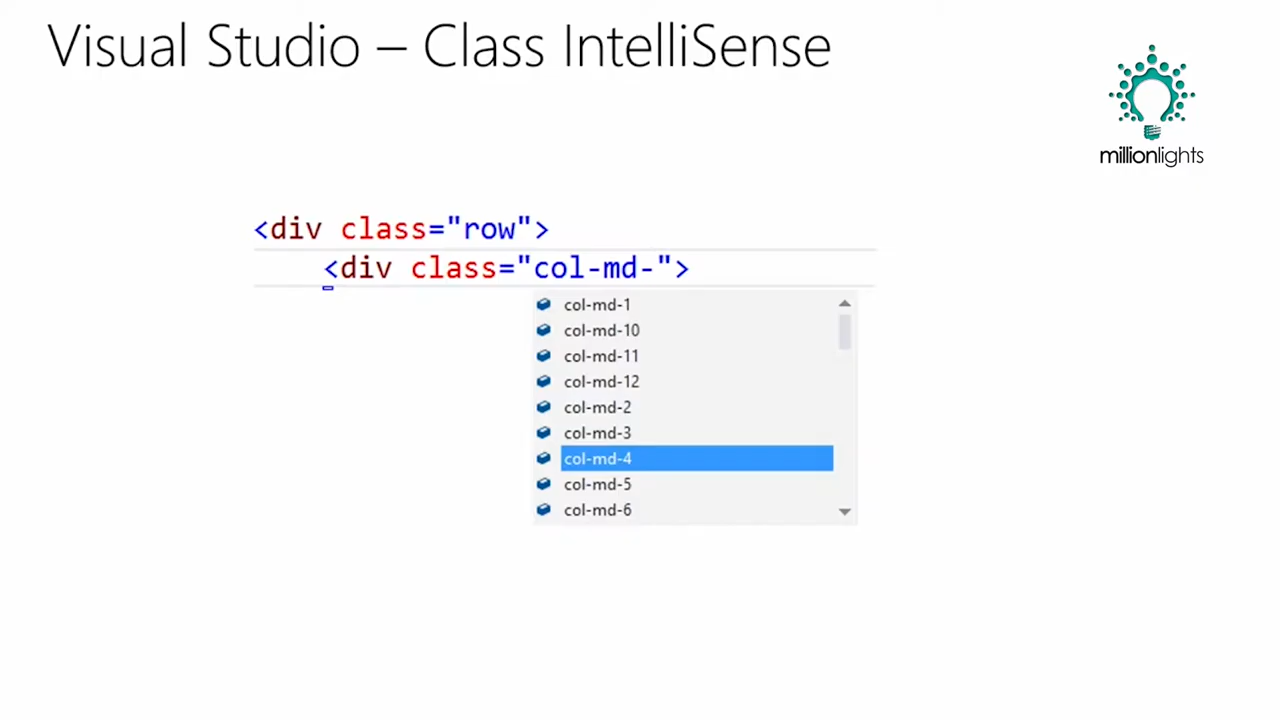 Visual Studio – Class IntelliSense
millionlights
<div class="row">
<div class="col-md-">
col-md-1
col-md-10
col-md-11
col-md-12
col-md-2
col-md-3
col-md-4
col-md-5
col-md-6